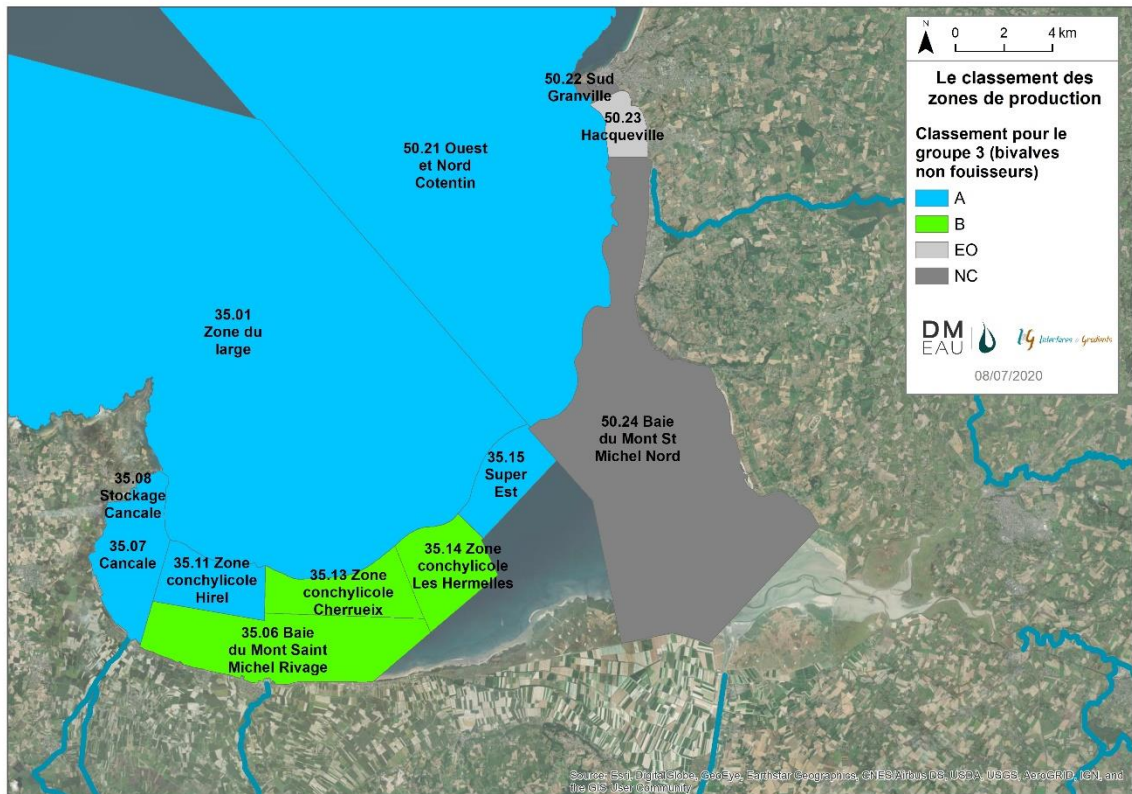 50.22 Sud
Granville
50.23
Hacqueville
50.21 Ouest
et Nord
Cotentin
35.01
Zone du
large
50.24 Baie
du Mont St
Michel Nord
35.15
Super
Est
35.08
Stockage
Cancale
35.07
Cancale
35.11 Zone
conchylicole
Hirel
35.13 Zone
conchylicole
Cherrueix
35.14 Zone
conchylicole
Les Hermelles
35.06 Baie
du Mont Saint
Michel Rivage
N
0 2 4 km
Le classement des
zones de production
Classement pour le
groupe 3 (bivalves
non fouisseurs)
A
B
EO
NC
DM
EAU
I&G Interfaces & Gradients
08/07/2020
Source: Esri, DigitalGlobe, GeoEye, Earthstar Geographics, CNES/Airbus DS, USDA, USGS, AeroGRID, IGN, and
the GIS User Community